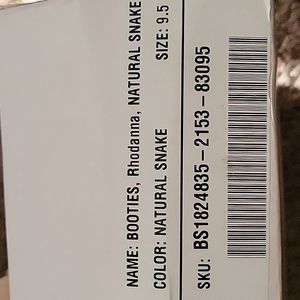 NAME: BOOTIES, Rhodanna, NATURAL SNAKE
COLOR: NATURAL SNAKE SIZE: 9.5
SKU: BS1824835-2153-83095